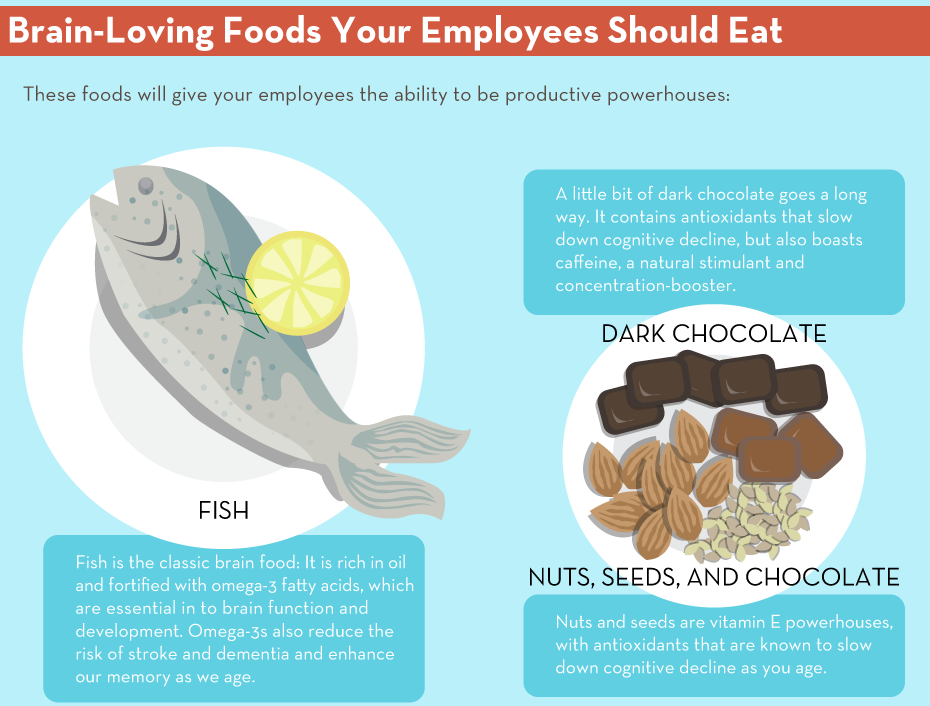 Brain-Loving Foods Your Employees Should Eat
These foods will give your employees the ability to be productive powerhouses:
FISH
Fish is the classic brain food: It is rich in oil
and fortified with omega-3 fatty acids, which
are essential in to brain function and
development. Omega-3s also reduce the
risk of stroke and dementia and enhance
our memory as we age.
A little bit of dark chocolate goes a long
way. It contains antioxidants that slow
down cognitive decline, but also boasts
caffeine, a natural stimulant and
concentration-booster.
DARK CHOCOLATE
NUTS, SEEDS, AND CHOCOLATE
Nuts and seeds are vitamin E powerhouses,
with antioxidants that are known to slow
down cognitive decline as you age.